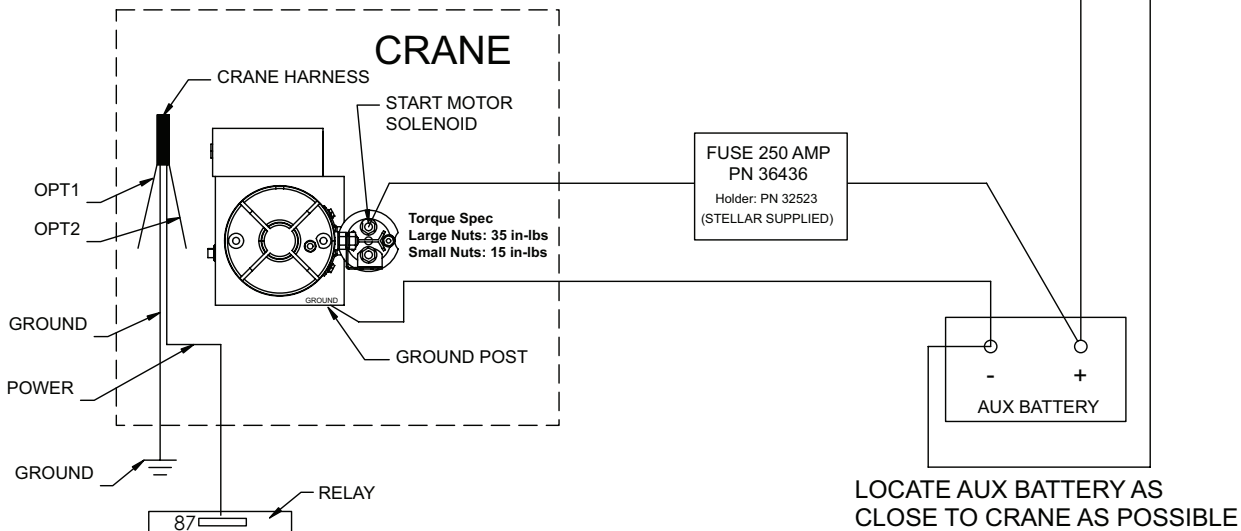 CRANE
CRANE HARNESS
START MOTOR
SOLENOID
OPT1
OPT2
Torque Spec
Large Nuts: 35 in-lbs
Small Nuts: 15 in-lbs
FUSE 250 AMP
PN 36436
Holder: PN 32523
(STELLAR SUPPLIED)
GROUND
GROUND
GROUND POST
POWER
- +
AUX BATTERY
GROUND
RELAY
87
LOCATE AUX BATTERY AS
CLOSE TO CRANE AS POSSIBLE